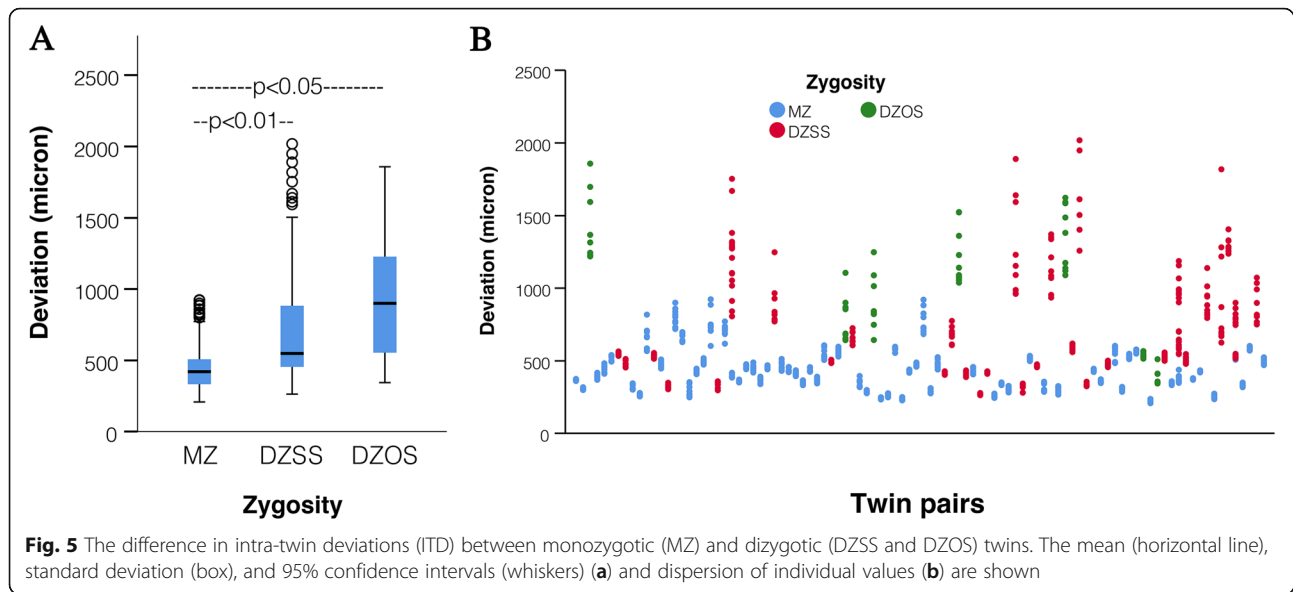 A
Deviation (micron)
2500
2000
1500
1000
500
0
--------p<0.05--------
--p<0.01--
MZ DZSS DZOS
Zygosity
B
Deviation (micron)
2500
2000
1500
1000
500
0
Zygosity
MZ DZOS
DZSS
Twin pairs
Fig. 5 The difference in intra-twin deviations (ITD) between monozygotic (MZ) and dizygotic (DZSS and DZOS) twins. The mean (horizontal line),
standard deviation (box), and 95% confidence intervals (whiskers) (a) and dispersion of individual values (b) are shown